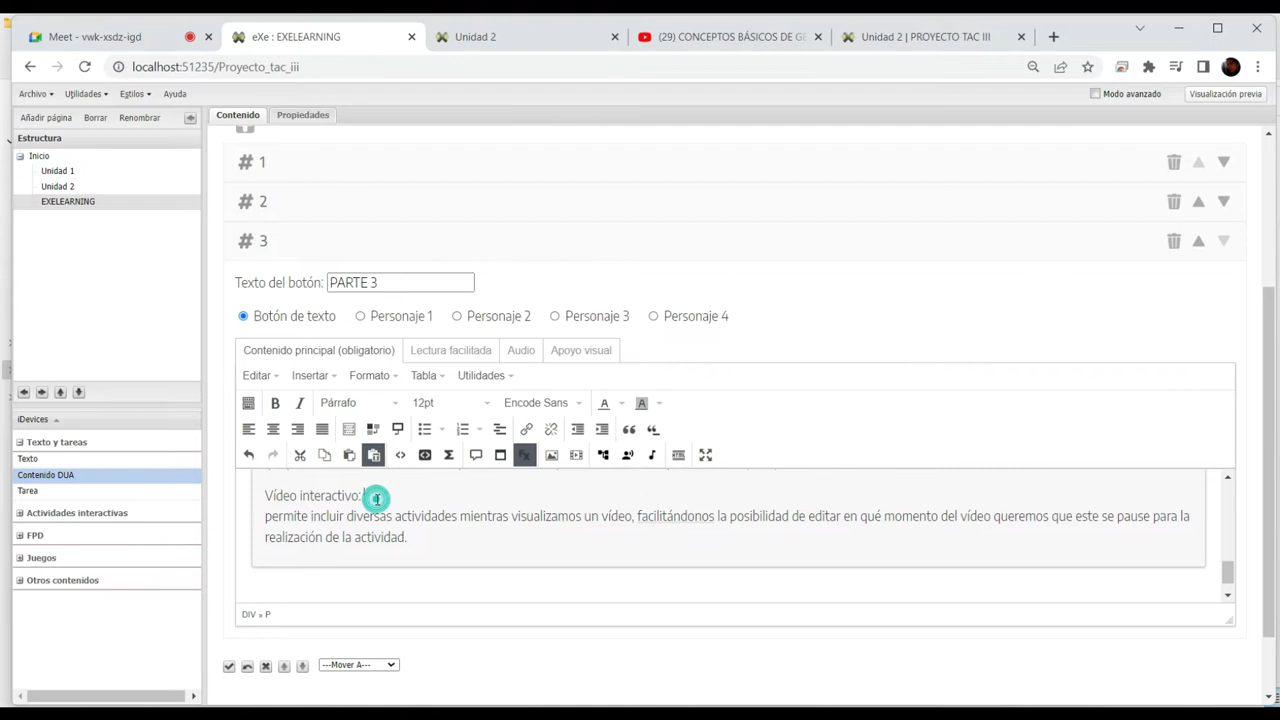 Meet - vwk-xsdz-igd
eXe : EXELEARNING
Unidad 2
(29) CONCEPTOS BÁSICOS DE GE
Unidad 2 | PROYECTO TAC III
localhost:51235/Proyecto_tac_iii
Archivo Utilidades Estilos Ayuda
Modo avanzado
Visualización previa
Añadir página Borrar Renombrar
Contenido Propiedades
Estructura
Inicio
Unidad 1
Unidad 2
EXELEARNING
# 1
# 2
# 3
Texto del botón: PARTE 3
Botón de texto Personaje 1 Personaje 2 Personaje 3 Personaje 4
Contenido principal (obligatorio) Lectura facilitada Audio Apoyo visual
Editar Insertar Formato Tabla Utilidades
Párrafo 12pt Encode Sans
iDevices
Texto y tareas
Texto
Contenido DUA
Tarea
Actividades interactivas
FPD
Juegos
Otros contenidos
Vídeo interactivo:
permite incluir diversas actividades mientras visualizamos un vídeo, facilitándonos la posibilidad de editar en qué momento del vídeo queremos que este se pause para la
realización de la actividad.
DIV » P
---Mover A---